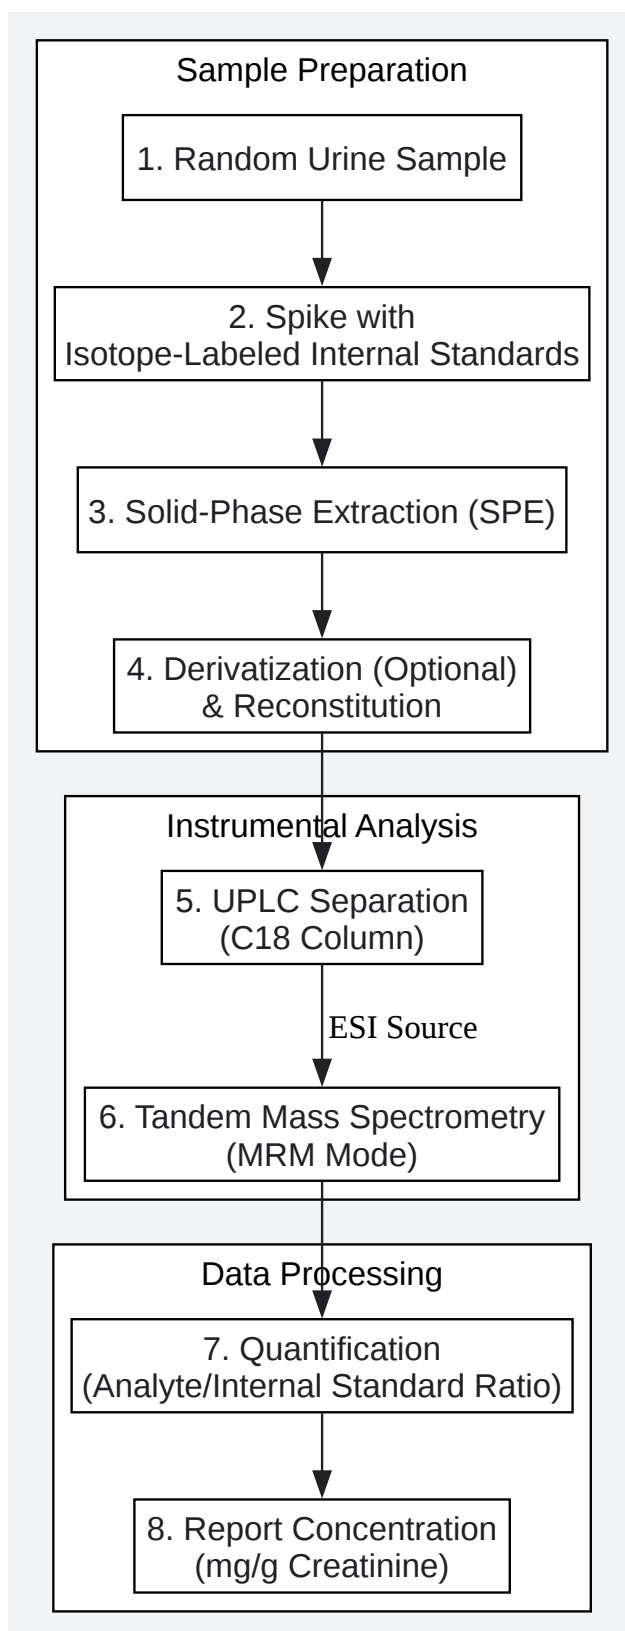 Sample Preparation
1. Random Urine Sample
2. Spike with
Isotope-Labeled Internal Standards
3. Solid-Phase Extraction (SPE)
4. Derivatization (Optional)
& Reconstitution
Instrumental Analysis
5. UPLC Separation
(C18 Column)
ESI Source
6. Tandem Mass Spectrometry
(MRM Mode)
Data Processing
7. Quantification
(Analyte/Internal Standard Ratio)
8. Report Concentration
(mg/g Creatinine)